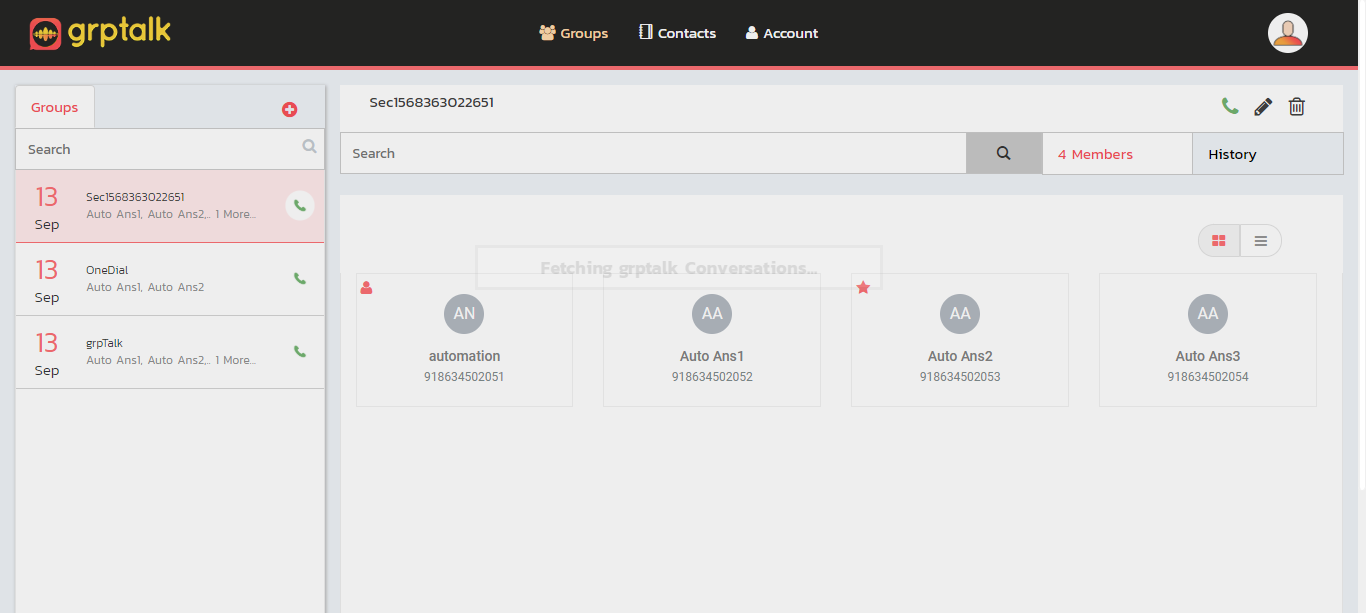 grptalk
Groups Contacts Account
Groups
Search
13
Sep
Sec1568363022651
Auto Ans1, Auto Ans2,.. 1 More...
13
Sep
OneDial
Auto Ans1, Auto Ans2
13
Sep
grpTalk
Auto Ans1, Auto Ans2,.. 1 More...
Sec1568363022651
Search
4 Members
History
Fetching grptalk Conversations...
AN
automation
918634502051
AA
Auto Ans1
918634502052
AA
Auto Ans2
918634502053
AA
Auto Ans3
918634502054